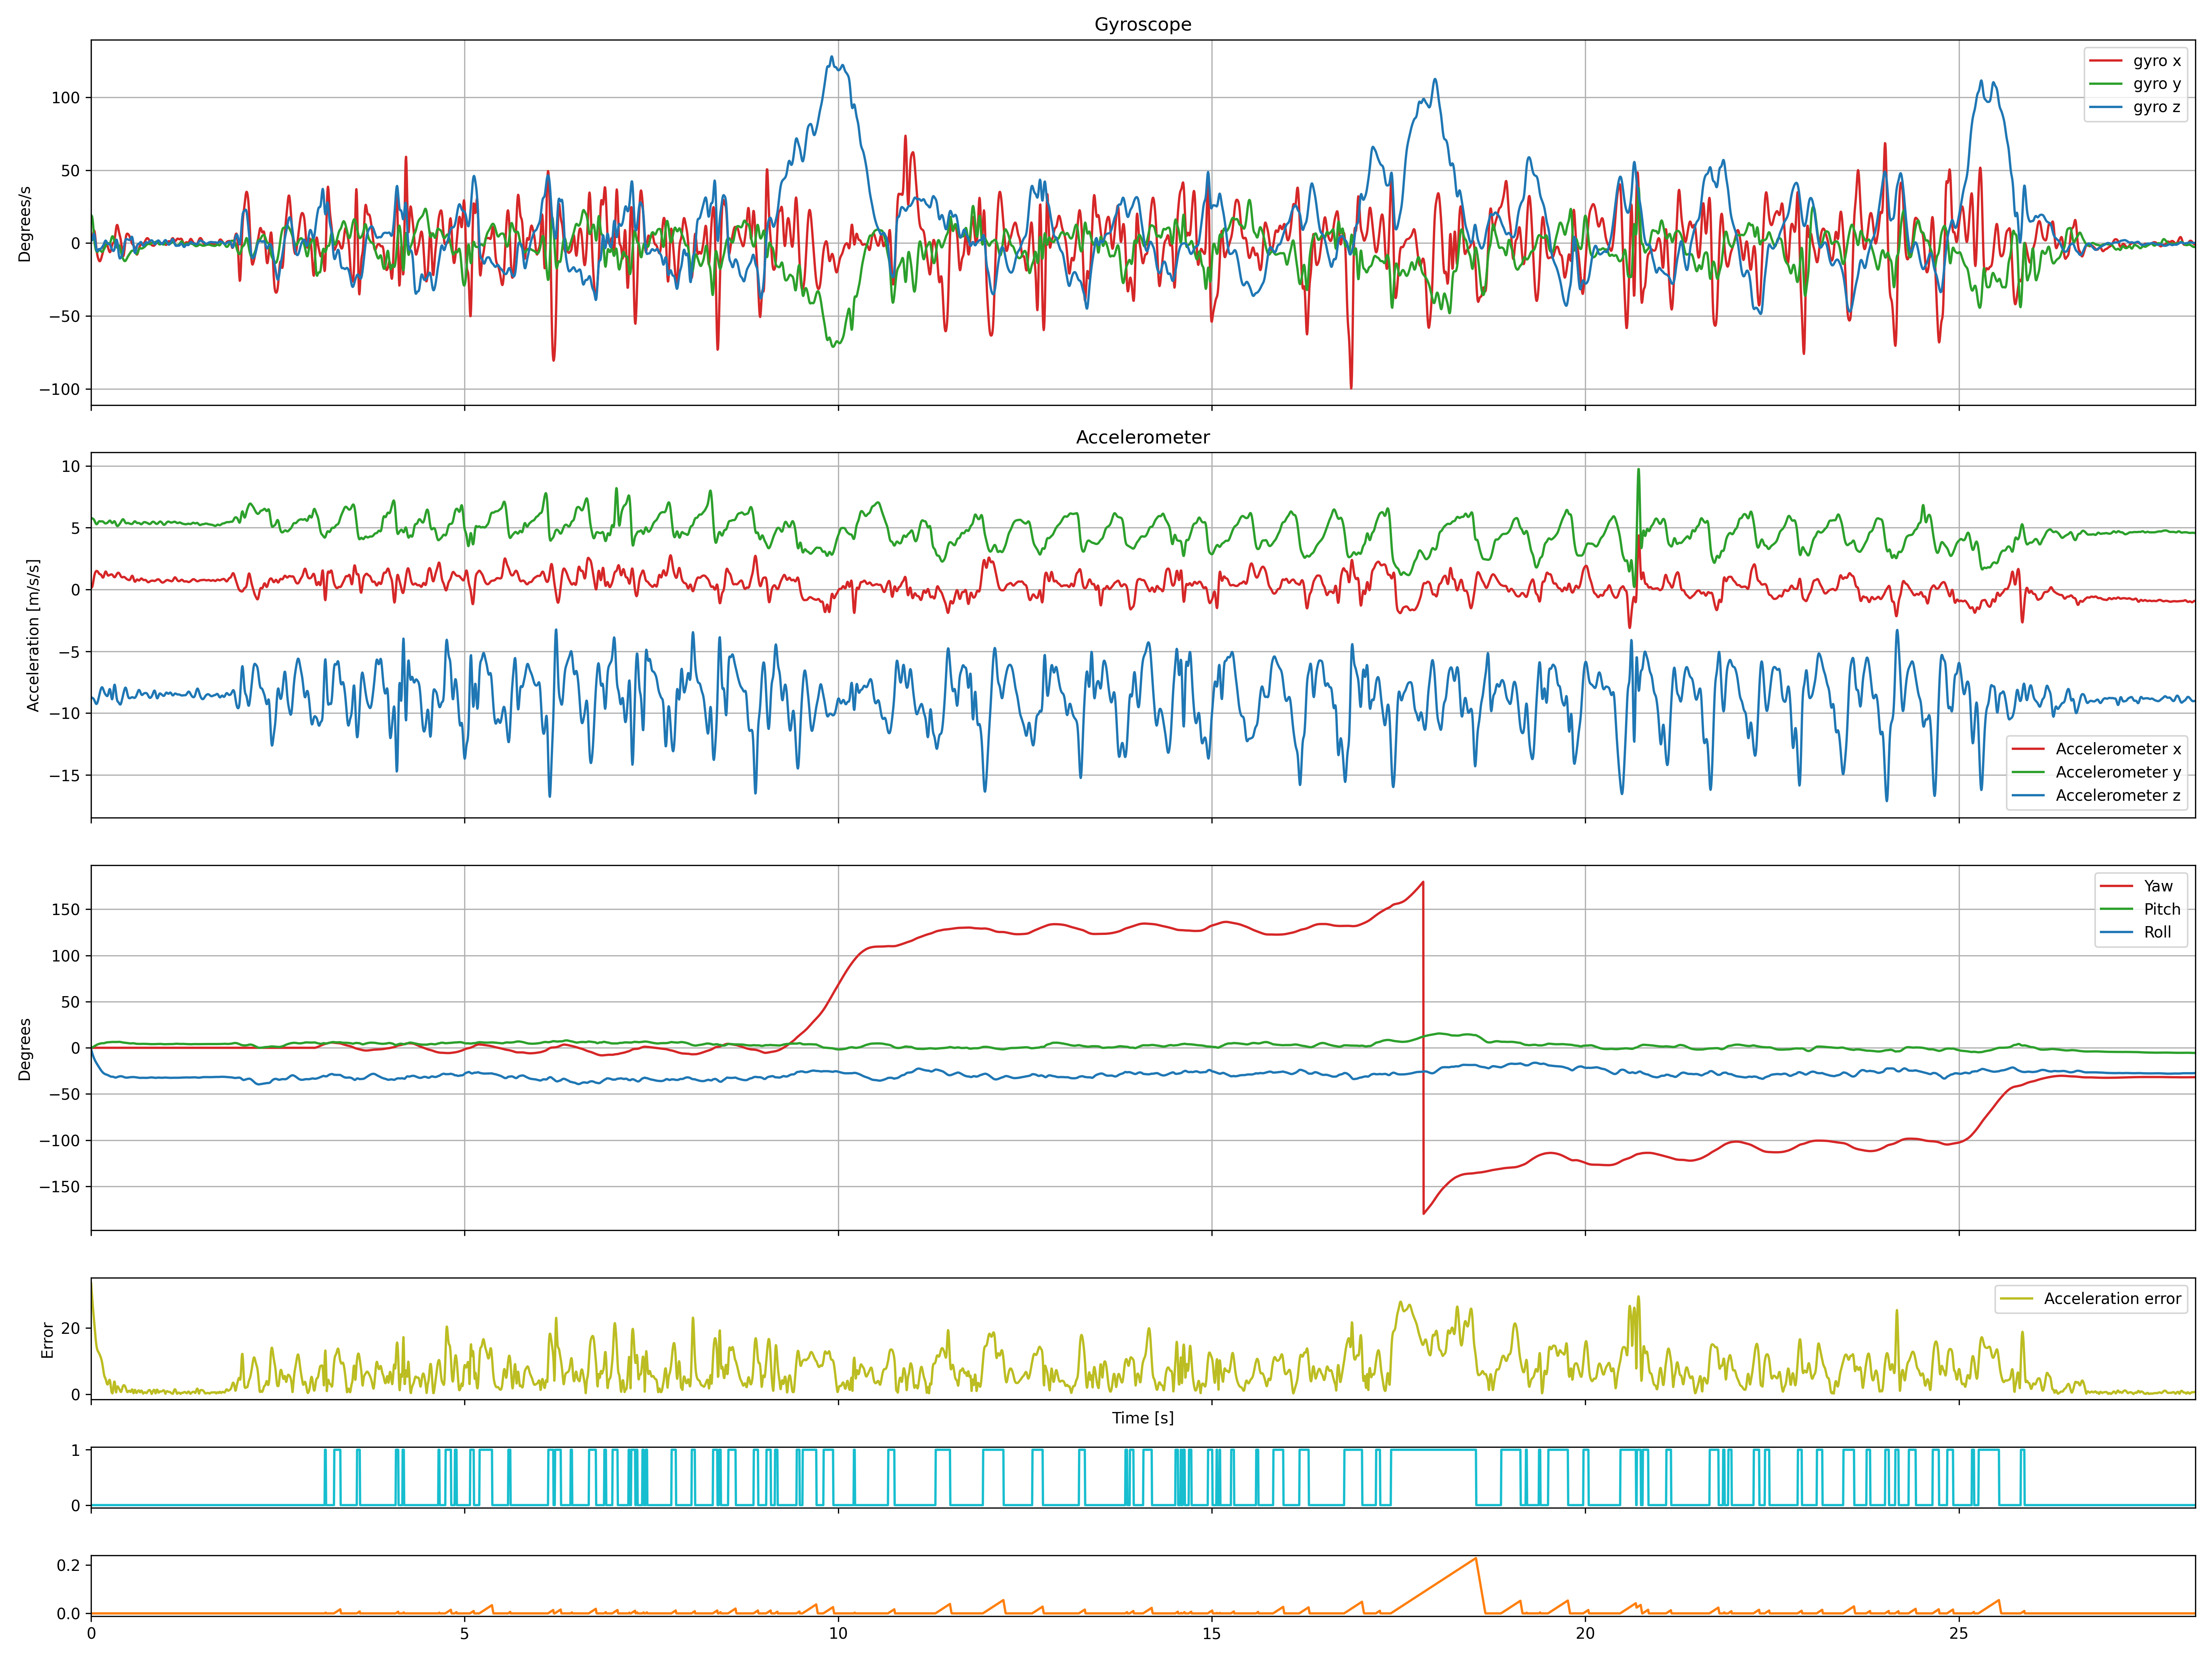 Gyroscope
Degrees/s
100
50
0
−50
−100
gyro x
gyro y
gyro z
Accelerometer
Acceleration [m/s/s]
10
5
0
−5
−10
−15
Accelerometer x
Accelerometer y
Accelerometer z
Degrees
150
100
50
0
−50
−100
−150
Yaw
Pitch
Roll
Error
20
0
Acceleration error
Time [s]
1
0
0.2
0.0
0 5 10 15 20 25